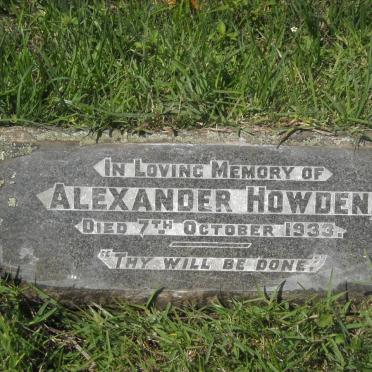 In Loving Memory of
Alexander Howden
Died 7th October 1933.
"Thy will be done."